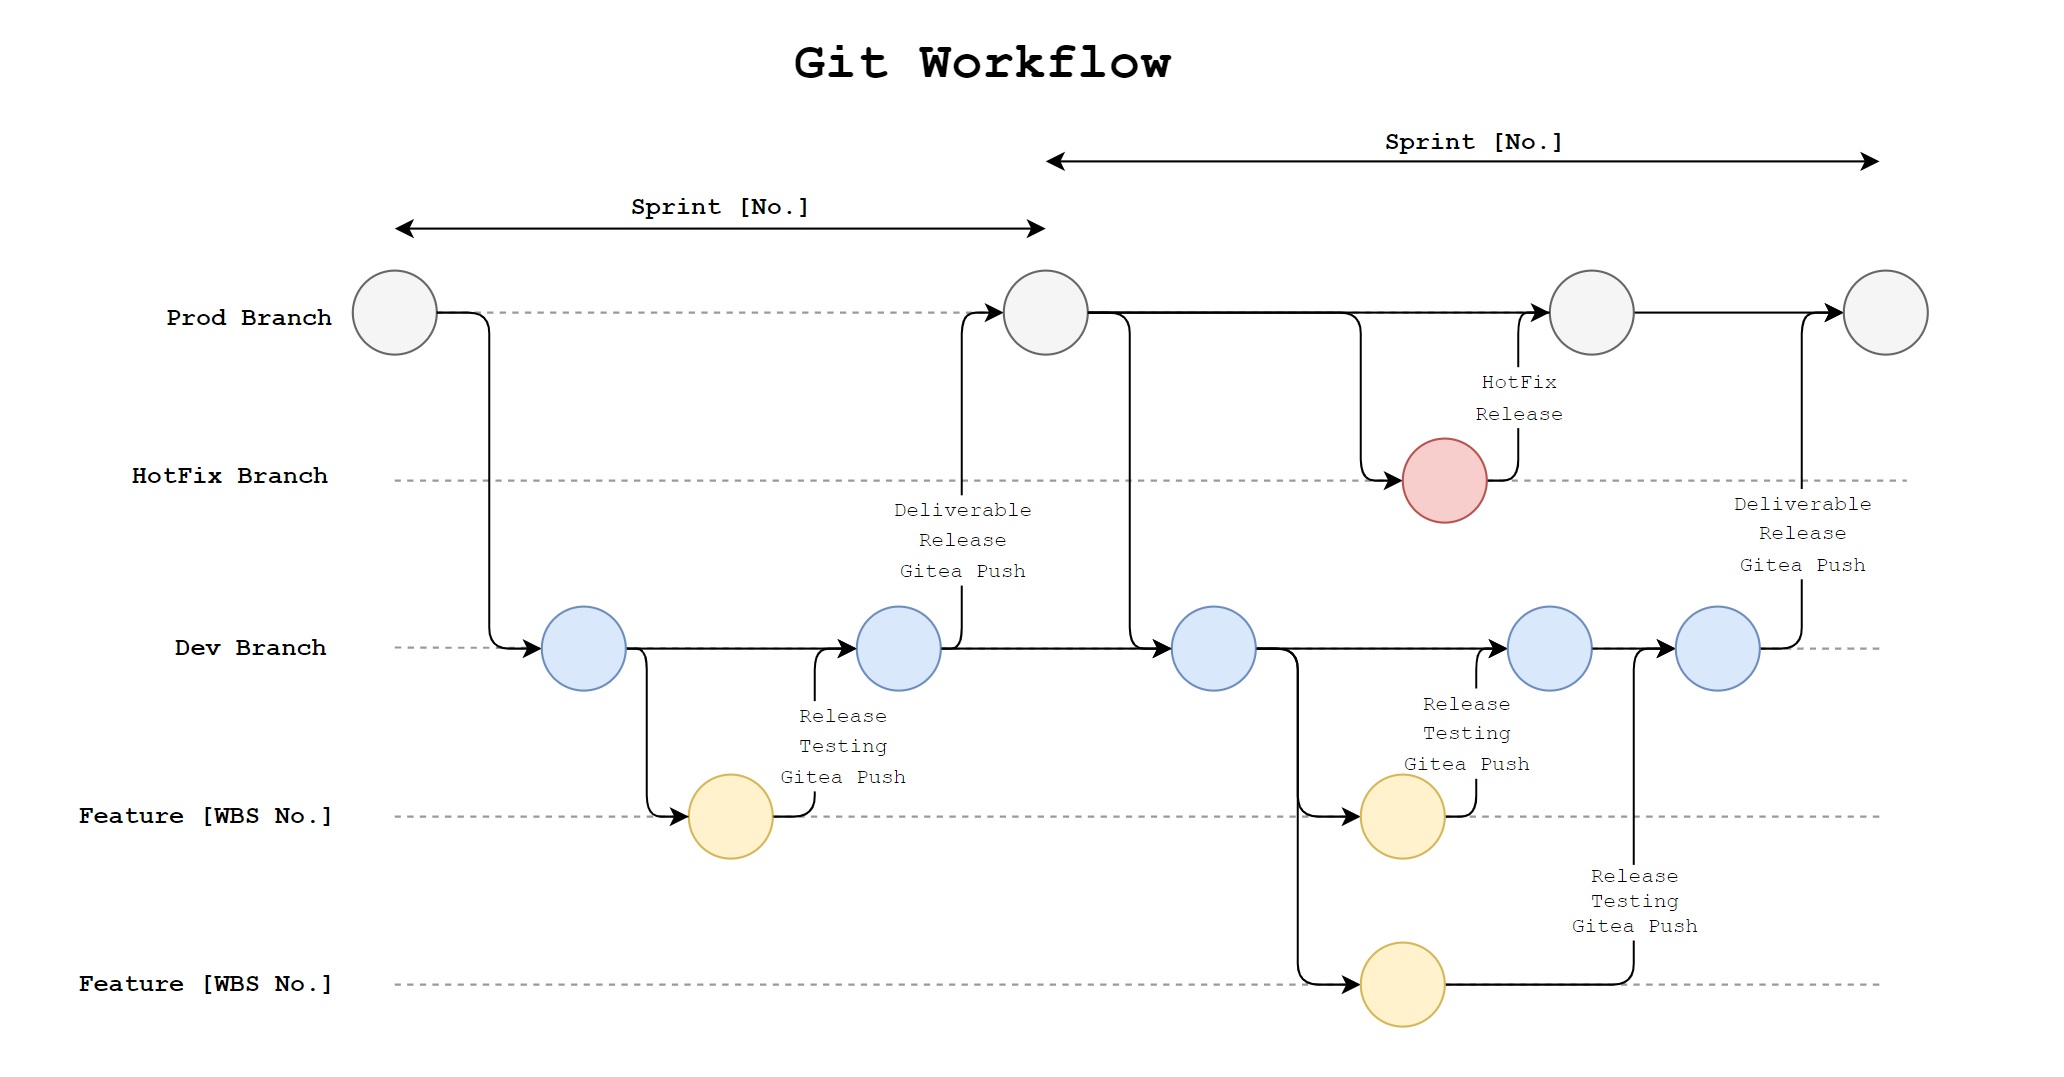 Git Workflow
Sprint [No.]
Sprint [No.]
Prod Branch
HotFix
Release
HotFix Branch
Deliverable
Release
Gitea Push
Deliverable
Release
Gitea Push
Dev Branch
Release
Testing
Gitea Push
Release
Testing
Gitea Push
Feature [WBS No.]
Release
Testing
Gitea Push
Feature [WBS No.]